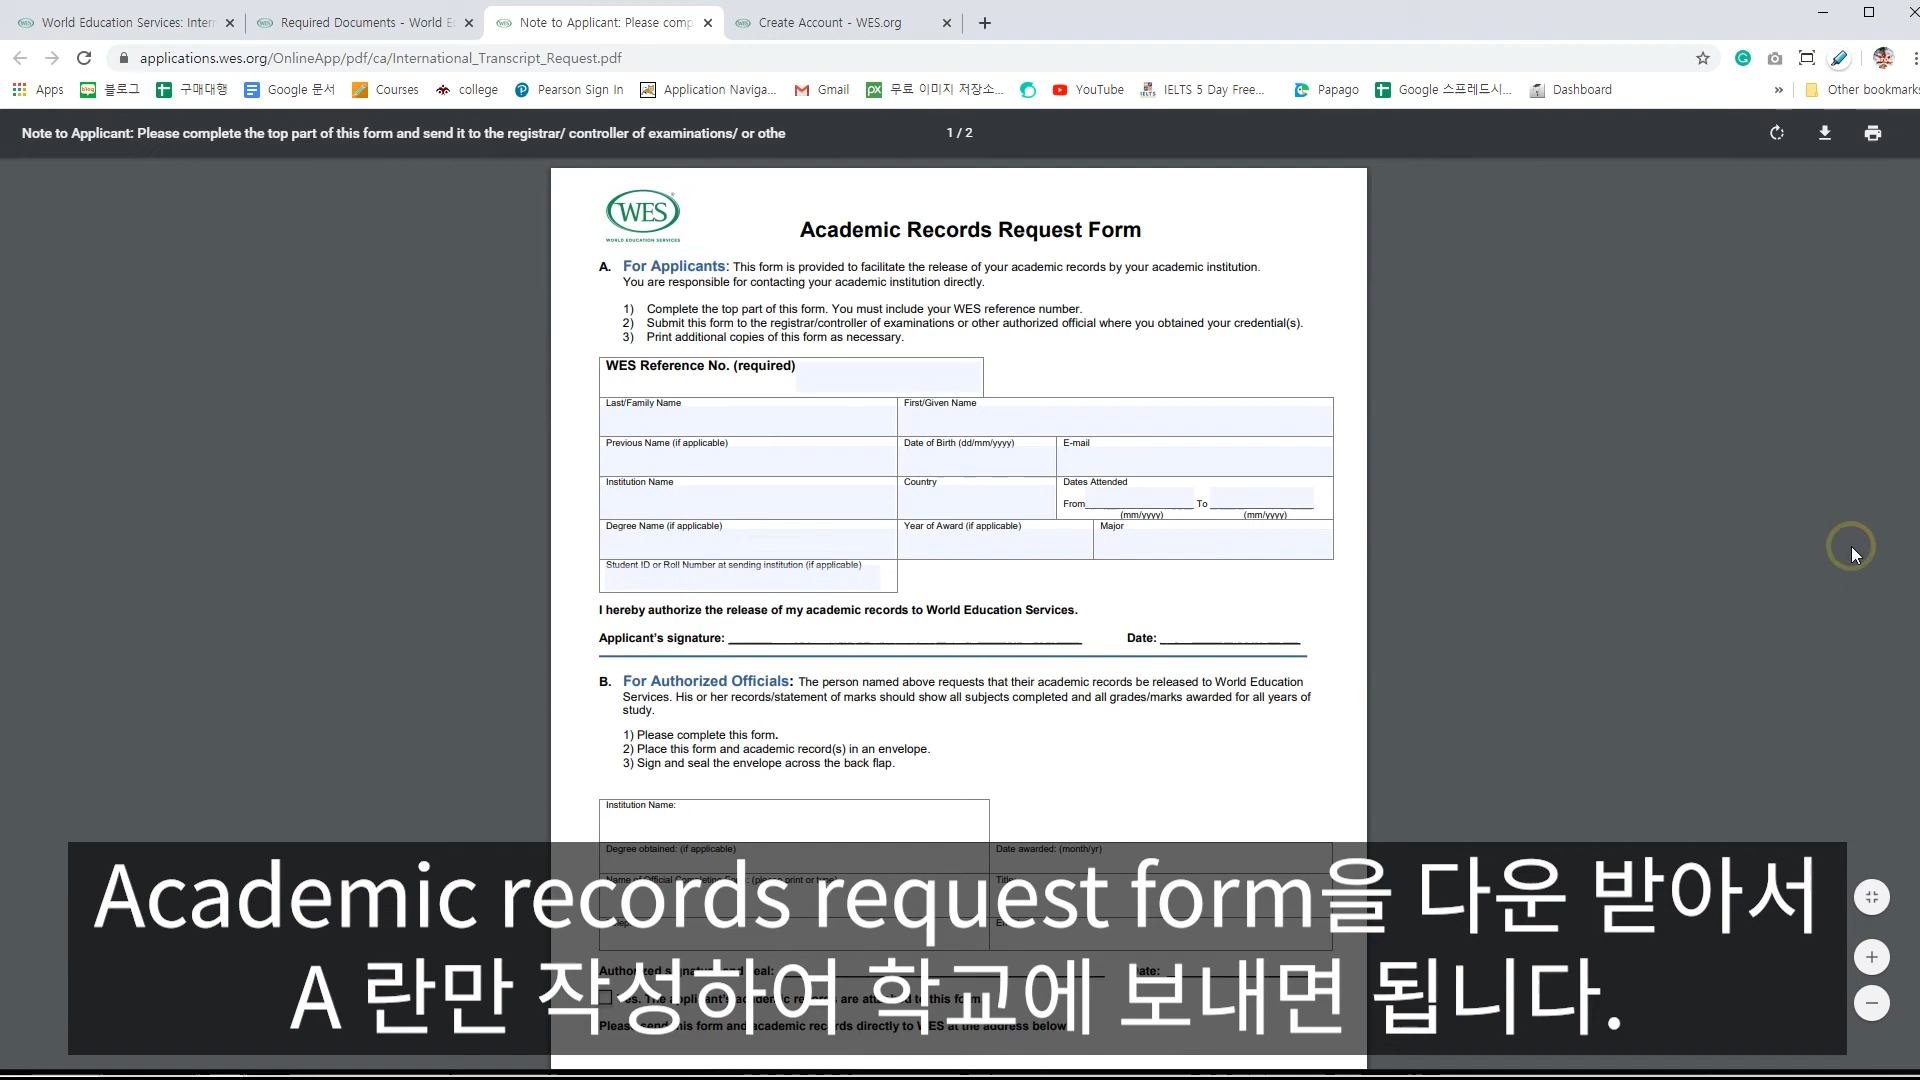 World Education Services: Intern
Required Documents - World E
Note to Applicant: Please comp
Create Account - WES.org
applications.wes.org/OnlineApp/pdf/ca/International_Transcript_Request.pdf
Apps
블로그
구매대행
Google 문서
Courses
college
Pearson Sign In
Application Naviga...
Gmail
무료 이미지 저장소...
YouTube
IELTS 5 Day Free...
Papago
Google 스프레드시...
Dashboard
»
Other bookmarks
Note to Applicant: Please complete the top part of this form and send it to the registrar/ controller of examinations/ or othe
1 / 2
WES
WORLD EDUCATION SERVICES
Academic Records Request Form
A. For Applicants: This form is provided to facilitate the release of your academic records by your academic institution.
You are responsible for contacting your academic institution directly.
1) Complete the top part of this form. You must include your WES reference number.
2) Submit this form to the registrar/controller of examinations or other authorized official where you obtained your credential(s).
3) Print additional copies of this form as necessary.
WES Reference No. (required)
Last/Family Name
First/Given Name
Previous Name (if applicable)
Date of Birth (dd/mm/yyyy)
E-mail
Institution Name
Country
Dates Attended
From To
(mm/yyyy) (mm/yyyy)
Degree Name (if applicable)
Year of Award (if applicable)
Major
Student ID or Roll Number at sending institution (if applicable)
I hereby authorize the release of my academic records to World Education Services.
Applicant's signature: Date:
B. For Authorized Officials: The person named above requests that their academic records be released to World Education
Services. His or her records/statement of marks should show all subjects completed and all grades/marks awarded for all years of
study.
1) Please complete this form.
2) Place this form and academic record(s) in an envelope.
3) Sign and seal the envelope across the back flap.
Institution Name:
Degree obtained: (if applicable)
Date awarded: (month/yr)
Academic records request form을 다운 받아서
A 란만 작성하여 학교에 보내면 됩니다.